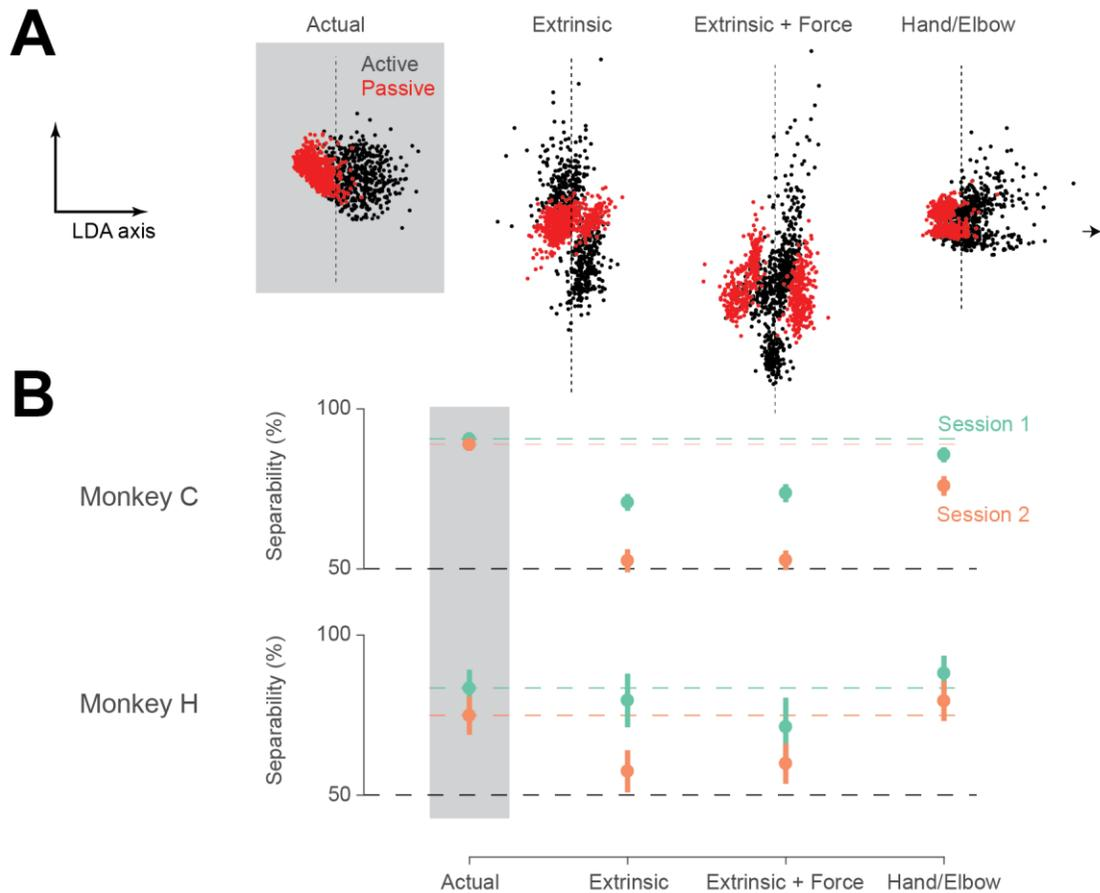 A
Actual
Extrinsic
Extrinsic + Force
Hand/Elbow
Active
Passive
LDA axis
B
Monkey C
Separability (%)
100
50
Session 1
Session 2
Monkey H
Separability (%)
100
50
Actual
Extrinsic
Extrinsic + Force
Hand/Elbow